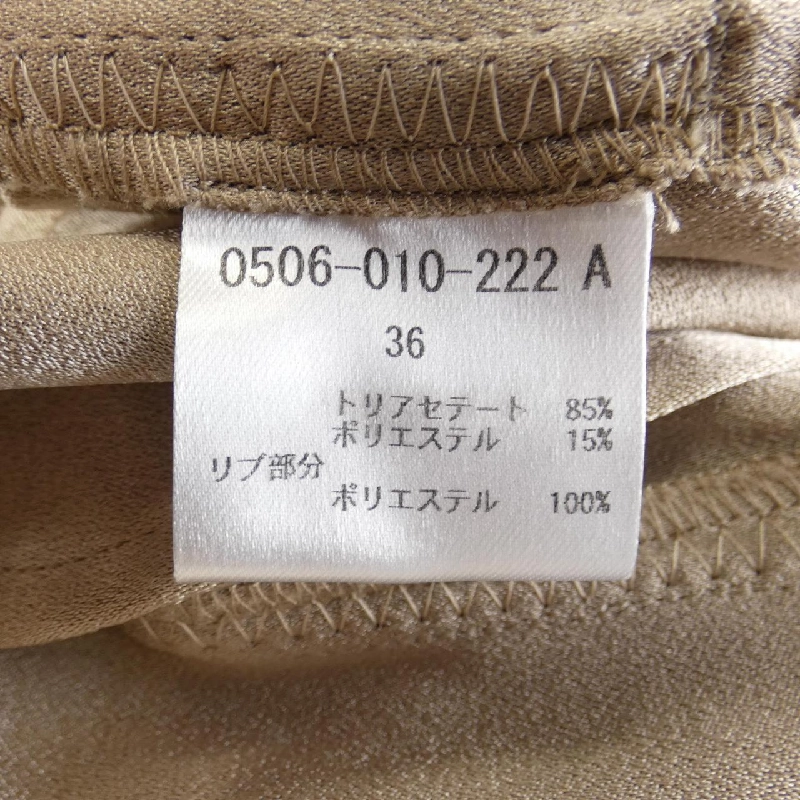 0506-010-222 A
36
トリアセテート 85%
ポリエステル 15%
リブ部分
ポリエステル 100%